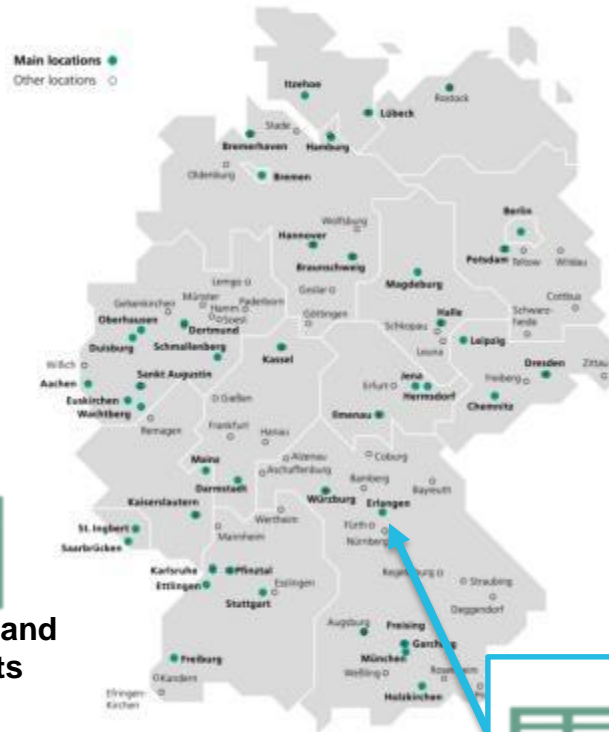 Main locations
Other locations
Itzehoe
Rostock
Lübeck
Stade
Bremerhaven
Hamburg
Oldenburg
Bremen
Wolfsburg
Berlin
Hannover
Potsdam
Teltow
Wildau
Braunschweig
Magdeburg
Lemgo
Goslar
Cottbus
Münster
Paderborn
Gelsenkirchen
Hamm
Soest
Göttingen
Halle
Schwarz-
heide
Oberhausen
Dortmund
Schkopau
Leipzig
Duisburg
Schmallenberg
Kassel
Leuna
Willich
Jena
Dresden
Zittau
Sankt Augustin
Erfurt
Freiberg
Aachen
Hermsdorf
Euskirchen
Gießen
Chemnitz
Wachtberg
Ilmenau
Remagen
Frankfurt
Hanau
Coburg
Alzenau
Mainz
Aschaffenburg
Bamberg
Bayreuth
Darmstadt
Würzburg
Erlangen
Kaiserslautern
Wertheim
Fürth
St. Ingbert
Mannheim
Nürnberg
Saarbrücken
Karlsruhe
Pfinztal
Regensburg
Straubing
Ettlingen
Esslingen
Stuttgart
Deggendorf
Augsburg
Freising
and
Garching
ts
Freiburg
München
Weßling
Rosenheim
Kandern
Holzkirchen
Efringen-
Kirchen